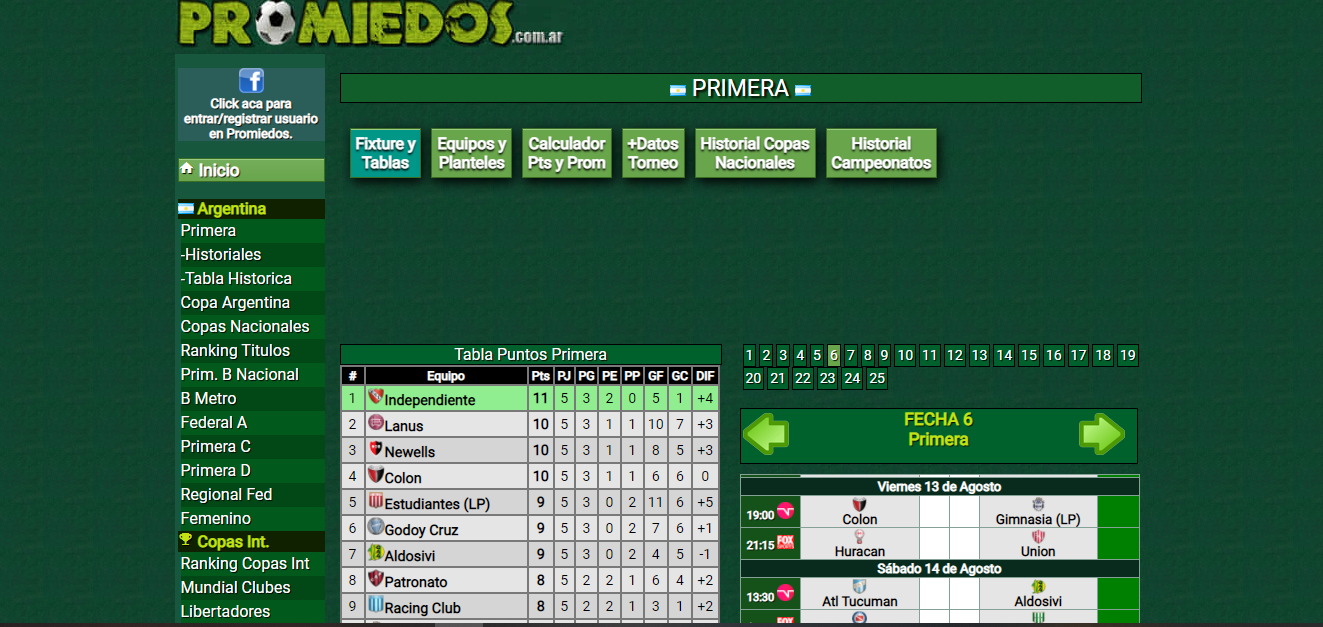 PROMIEDOS.com.ar
Click aca para
entrar/registrar usuario
en Promiedos.
Inicio
Argentina
Primera
-Historiales
-Tabla Historica
Copa Argentina
Copas Nacionales
Ranking Titulos
Prim. B Nacional
B Metro
Federal A
Primera C
Primera D
Regional Fed
Femenino
Copas Int.
Ranking Copas Int
Mundial Clubes
Libertadores
PRIMERA
Fixture y
Tablas
Equipos y
Planteles
Calculador
Pts y Prom
+Datos
Torneo
Historial Copas
Nacionales
Historial
Campeonatos
Tabla Puntos Primera
# Equipo Pts PJ PG PE PP GF GC DIF
1 Independiente 11 5 3 2 0 5 1 +4
2 Lanus 10 5 3 1 1 10 7 +3
3 Newells 10 5 3 1 1 8 5 +3
4 Colon 10 5 3 1 1 6 6 0
5 Estudiantes (LP) 9 5 3 0 2 11 6 +5
6 Godoy Cruz 9 5 3 0 2 7 6 +1
7 Aldosivi 9 5 3 0 2 4 5 -1
8 Patronato 8 5 2 2 1 6 4 +2
9 Racing Club 8 5 2 2 1 3 1 +2
1 2 3 4 5 6 7 8 9 10 11 12 13 14 15 16 17 18 19
20 21 22 23 24 25
FECHA 6
Primera
Viernes 13 de Agosto
19:00 Colon Gimnasia (LP)
21:15 FOX SPORTS Huracan Union
Sábado 14 de Agosto
13:30 Atl Tucuman Aldosivi
FOX